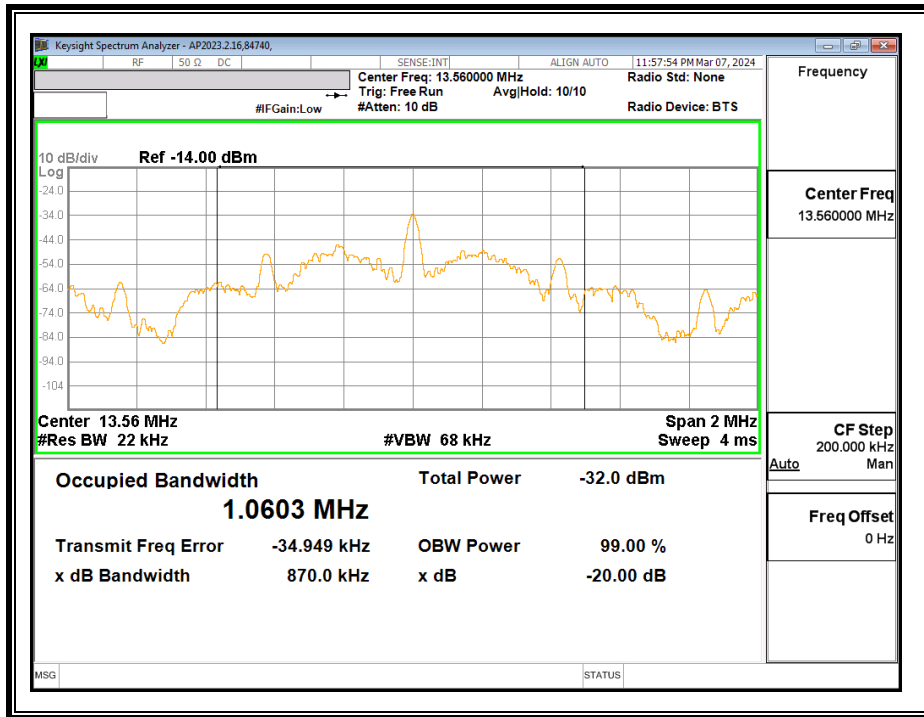 Keysight Spectrum Analyzer - AP2023.2.16,84740,
LXI RF 50 Ω DC SENSE:INT ALIGN AUTO 11:57:54 PM Mar 07, 2024
Center Freq: 13.560000 MHz Radio Std: None
Trig: Free Run Avg|Hold: 10/10
#IFGain:Low #Atten: 10 dB Radio Device: BTS
10 dB/div Ref -14.00 dBm
Log
-24.0
-34.0
-44.0
-54.0
-64.0
-74.0
-84.0
-94.0
-104
Center 13.56 MHz Span 2 MHz
#Res BW 22 kHz #VBW 68 kHz Sweep 4 ms
Occupied Bandwidth Total Power -32.0 dBm
1.0603 MHz
Transmit Freq Error -34.949 kHz OBW Power 99.00 %
x dB Bandwidth 870.0 kHz x dB -20.00 dB
MSG STATUS
Frequency
Center Freq
13.560000 MHz
CF Step
200.000 kHz
Auto Man
Freq Offset
0 Hz